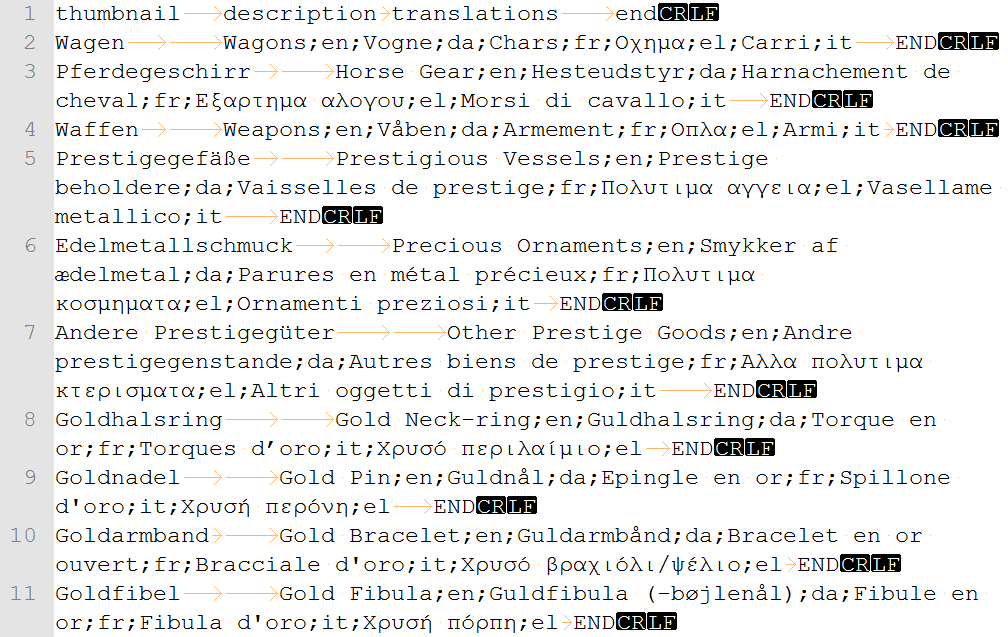 1 thumbnail description translations endCRLF
2 Wagen Wagons;en;Vogne;da;Chars;fr;Οχημα;el;Carri;it ENDCRLF
3 Pferdegeschirr Horse Gear;en;Hesteudstyr;da;Harnachement de
cheval;fr;Εξαρτημα αλογου;el;Morsi di cavallo;it ENDCRLF
4 Waffen Weapons;en;Våben;da;Armement;fr;Οπλα;el;Armi;it ENDCRLF
5 Prestigegefäße Prestigious Vessels;en;Prestige
beholdere;da;Vaisselles de prestige;fr;Πολυτιμα αγγεια;el;Vasellame
metallico;it ENDCRLF
6 Edelmetallschmuck Precious Ornaments;en;Smykker af
ædelmetal;da;Parures en métal précieux;fr;Πολυτιμα
κοσμηματα;el;Ornamenti preziosi;it ENDCRLF
7 Andere Prestigegüter Other Prestige Goods;en;Andre
prestigegenstande;da;Autres biens de prestige;fr;Αλλα πολυτιμα
κτερισματα;el;Altri oggetti di prestigio;it ENDCRLF
8 Goldhalsring Gold Neck-ring;en;Guldhalsring;da;Torque en
or;fr;Torques d’oro;it;Χρυσό περιλαίμιο;el ENDCRLF
9 Goldnadel Gold Pin;en;Guldnål;da;Epingle en or;fr;Spillone
d'oro;it;Χρυσή περόνη;el ENDCRLF
10 Goldarmband Gold Bracelet;en;Guldarmbånd;da;Bracelet en or
ouvert;fr;Bracciale d'oro;it;Χρυσό βραχιόλι/ψέλιο;el ENDCRLF
11 Goldfibel Gold Fibula;en;Guldfibula (-bøjlenål);da;Fibule en
or;fr;Fibula d'oro;it;Χρυσή πόρπη;el ENDCRLF